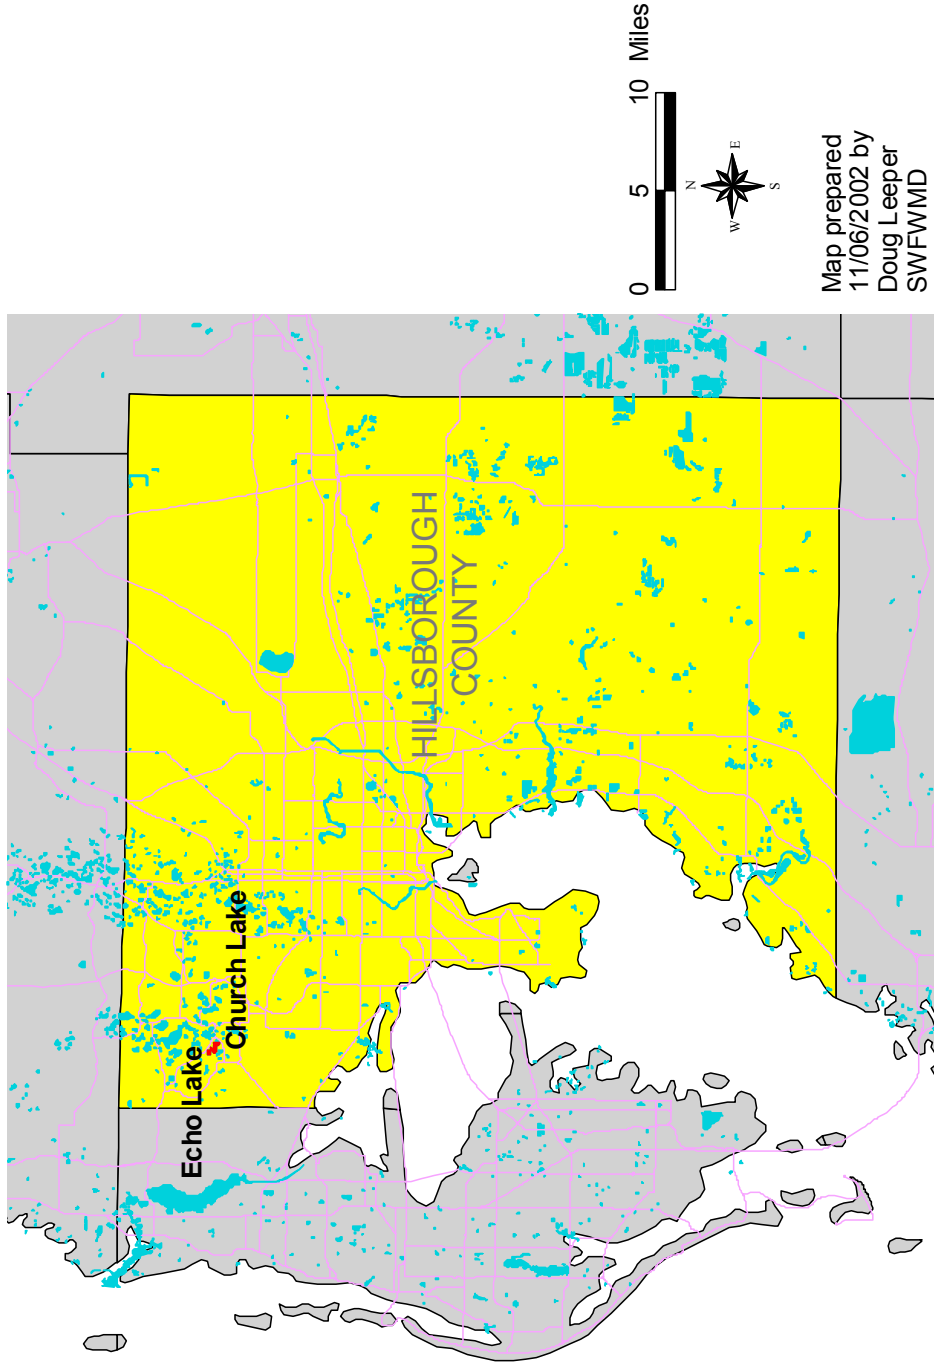 Echo Lake
Church Lake
HILLSBOROUGH
COUNTY
0 5 10 Miles
N
W E
S
Map prepared
11/06/2002 by
Doug Leeper
SWFWMD